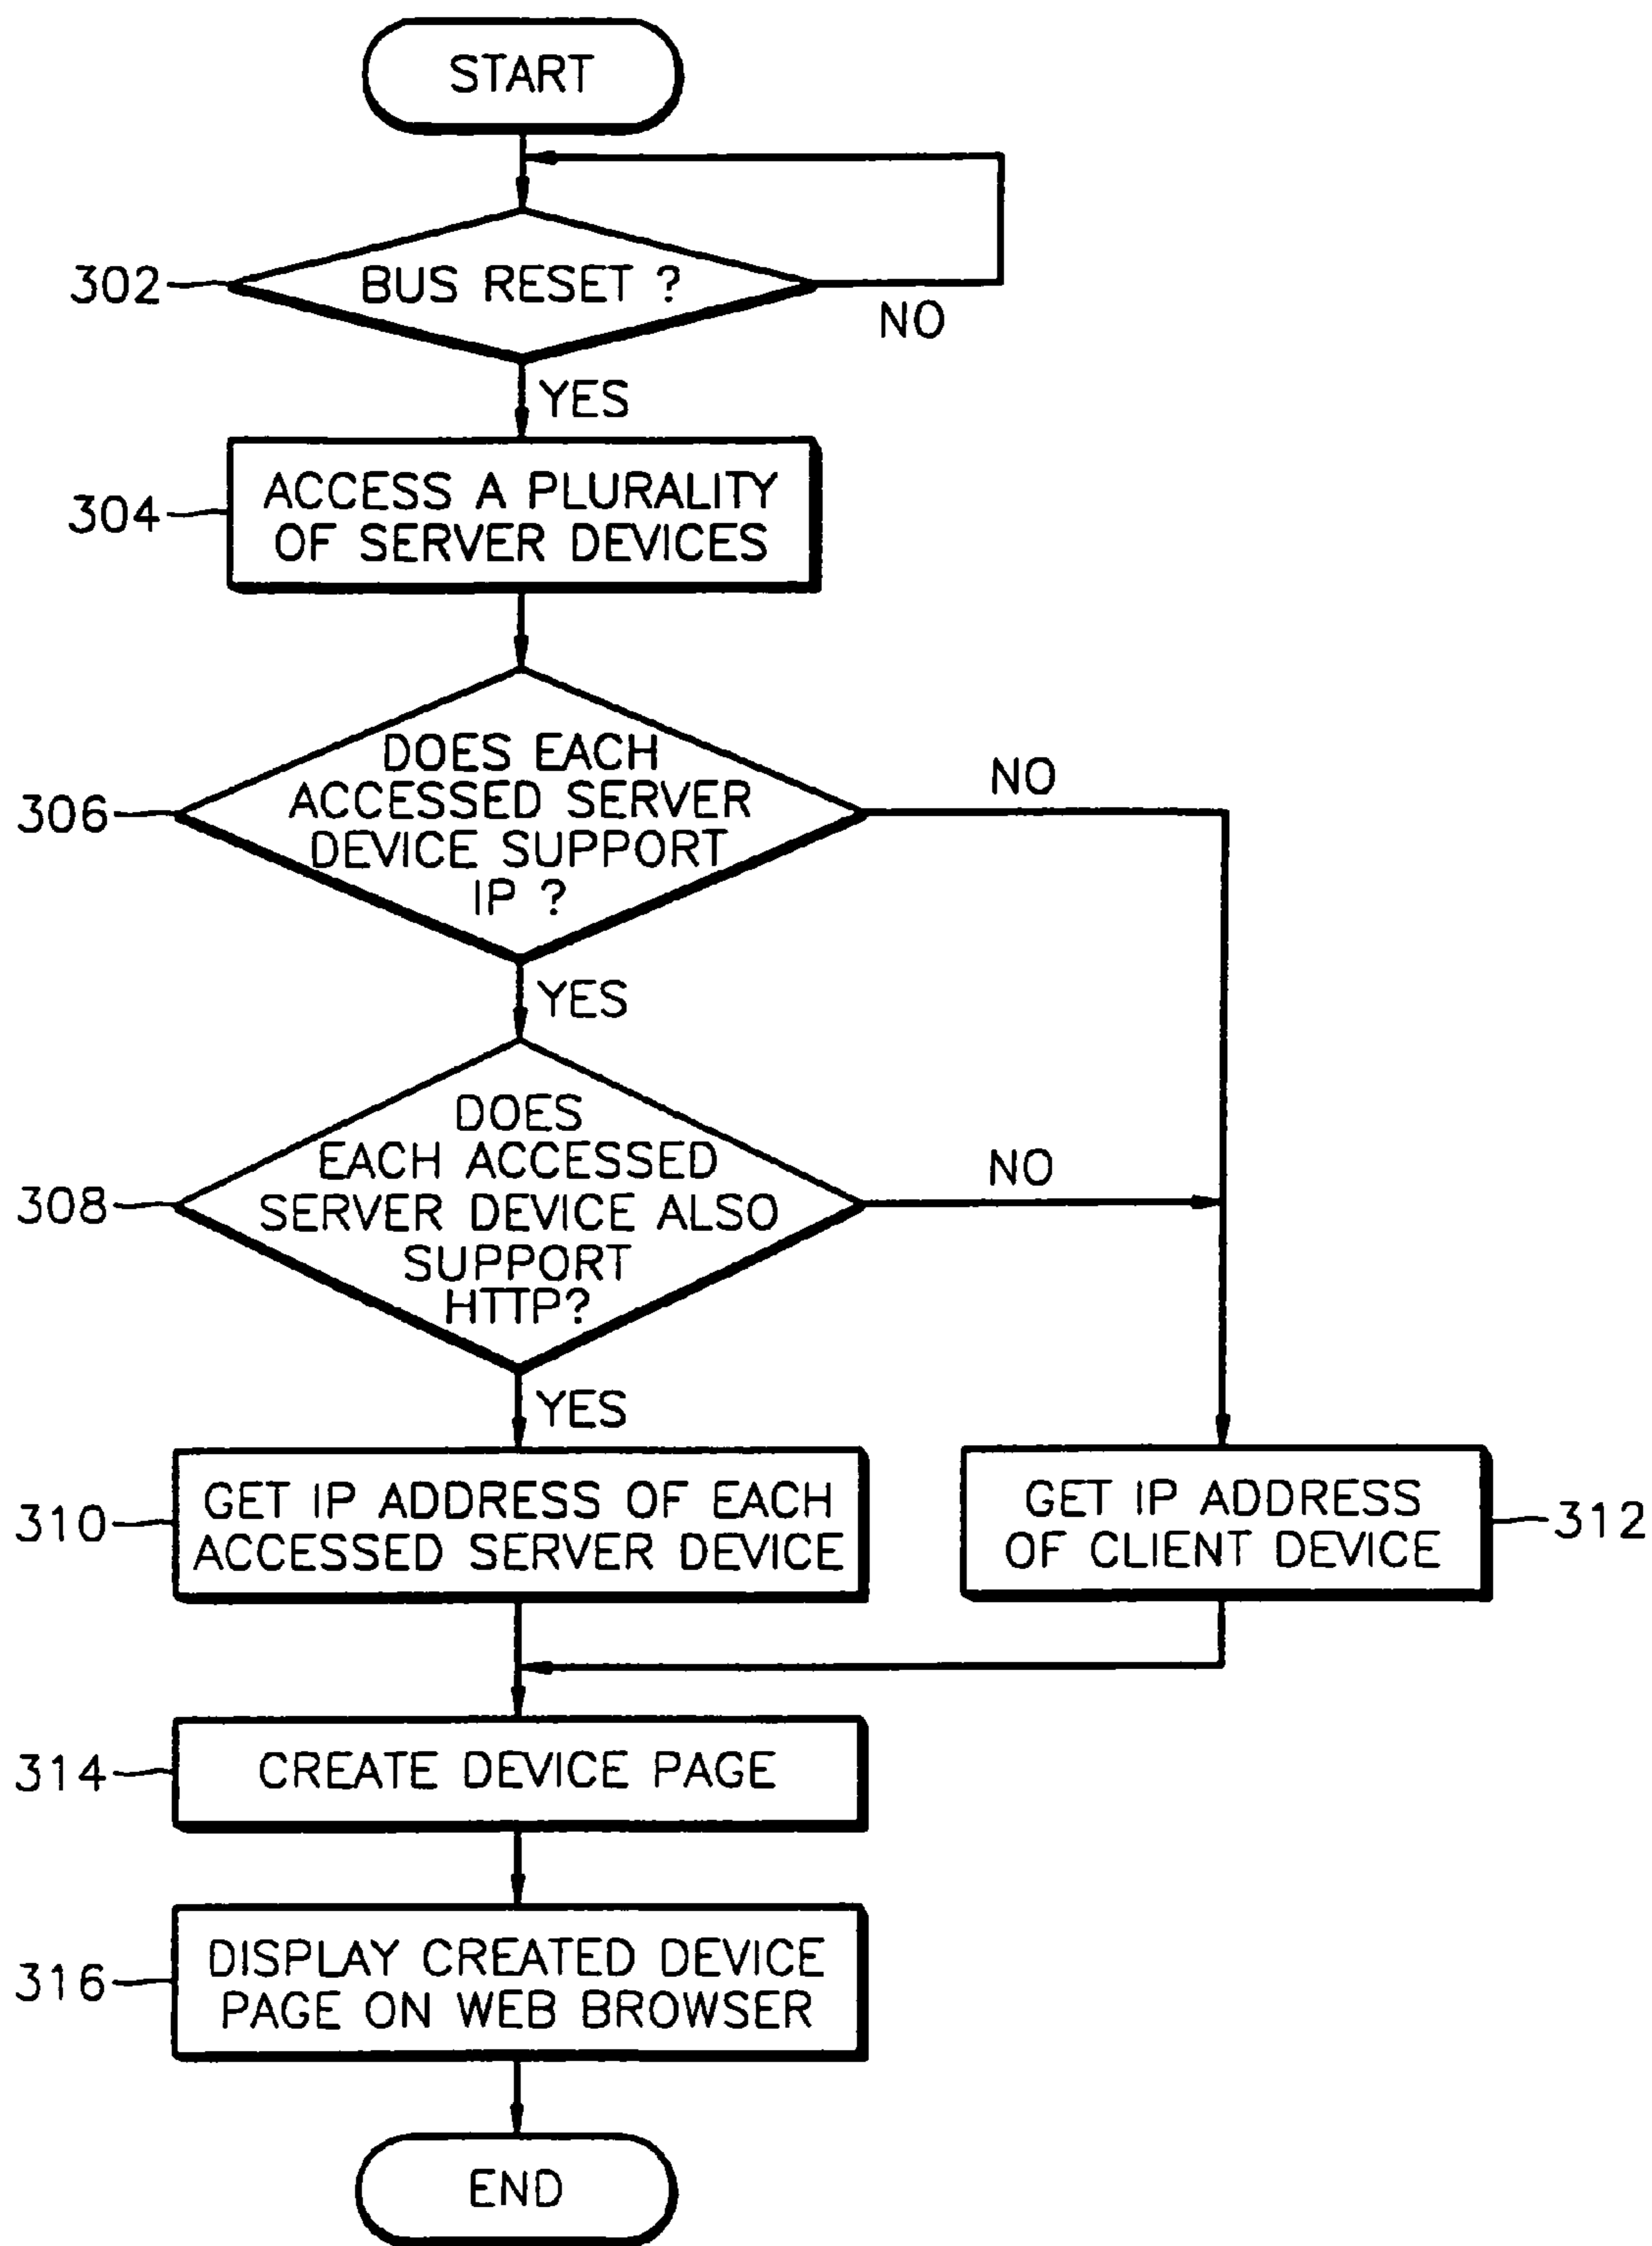 START
302
BUS RESET ?
NO
YES
304
ACCESS A PLURALITY
OF SERVER DEVICES
306
DOES EACH
ACCESSED SERVER
DEVICE SUPPORT
IP ?
NO
YES
308
DOES
EACH ACCESSED
SERVER DEVICE ALSO
SUPPORT
HTTP?
NO
YES
310
GET IP ADDRESS OF EACH
ACCESSED SERVER DEVICE
GET IP ADDRESS
OF CLIENT DEVICE
312
314
CREATE DEVICE PAGE
316
DISPLAY CREATED DEVICE
PAGE ON WEB BROWSER
END